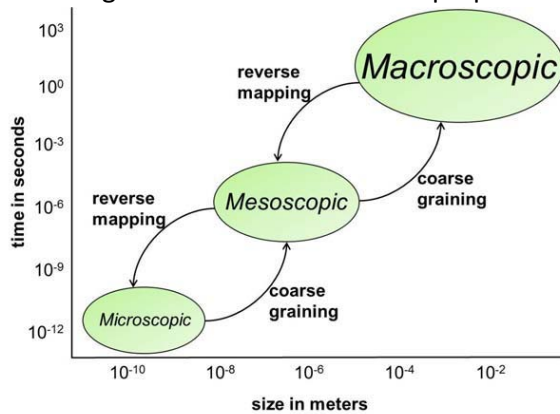 10³
10⁰
10⁻³
10⁻⁶
10⁻⁹
10⁻¹²
time in seconds
Macroscopic
reverse
mapping
Mesoscopic
coarse
graining
reverse
mapping
Microscopic
coarse
graining
10⁻¹⁰ 10⁻⁸ 10⁻⁶ 10⁻⁴ 10⁻²
size in meters